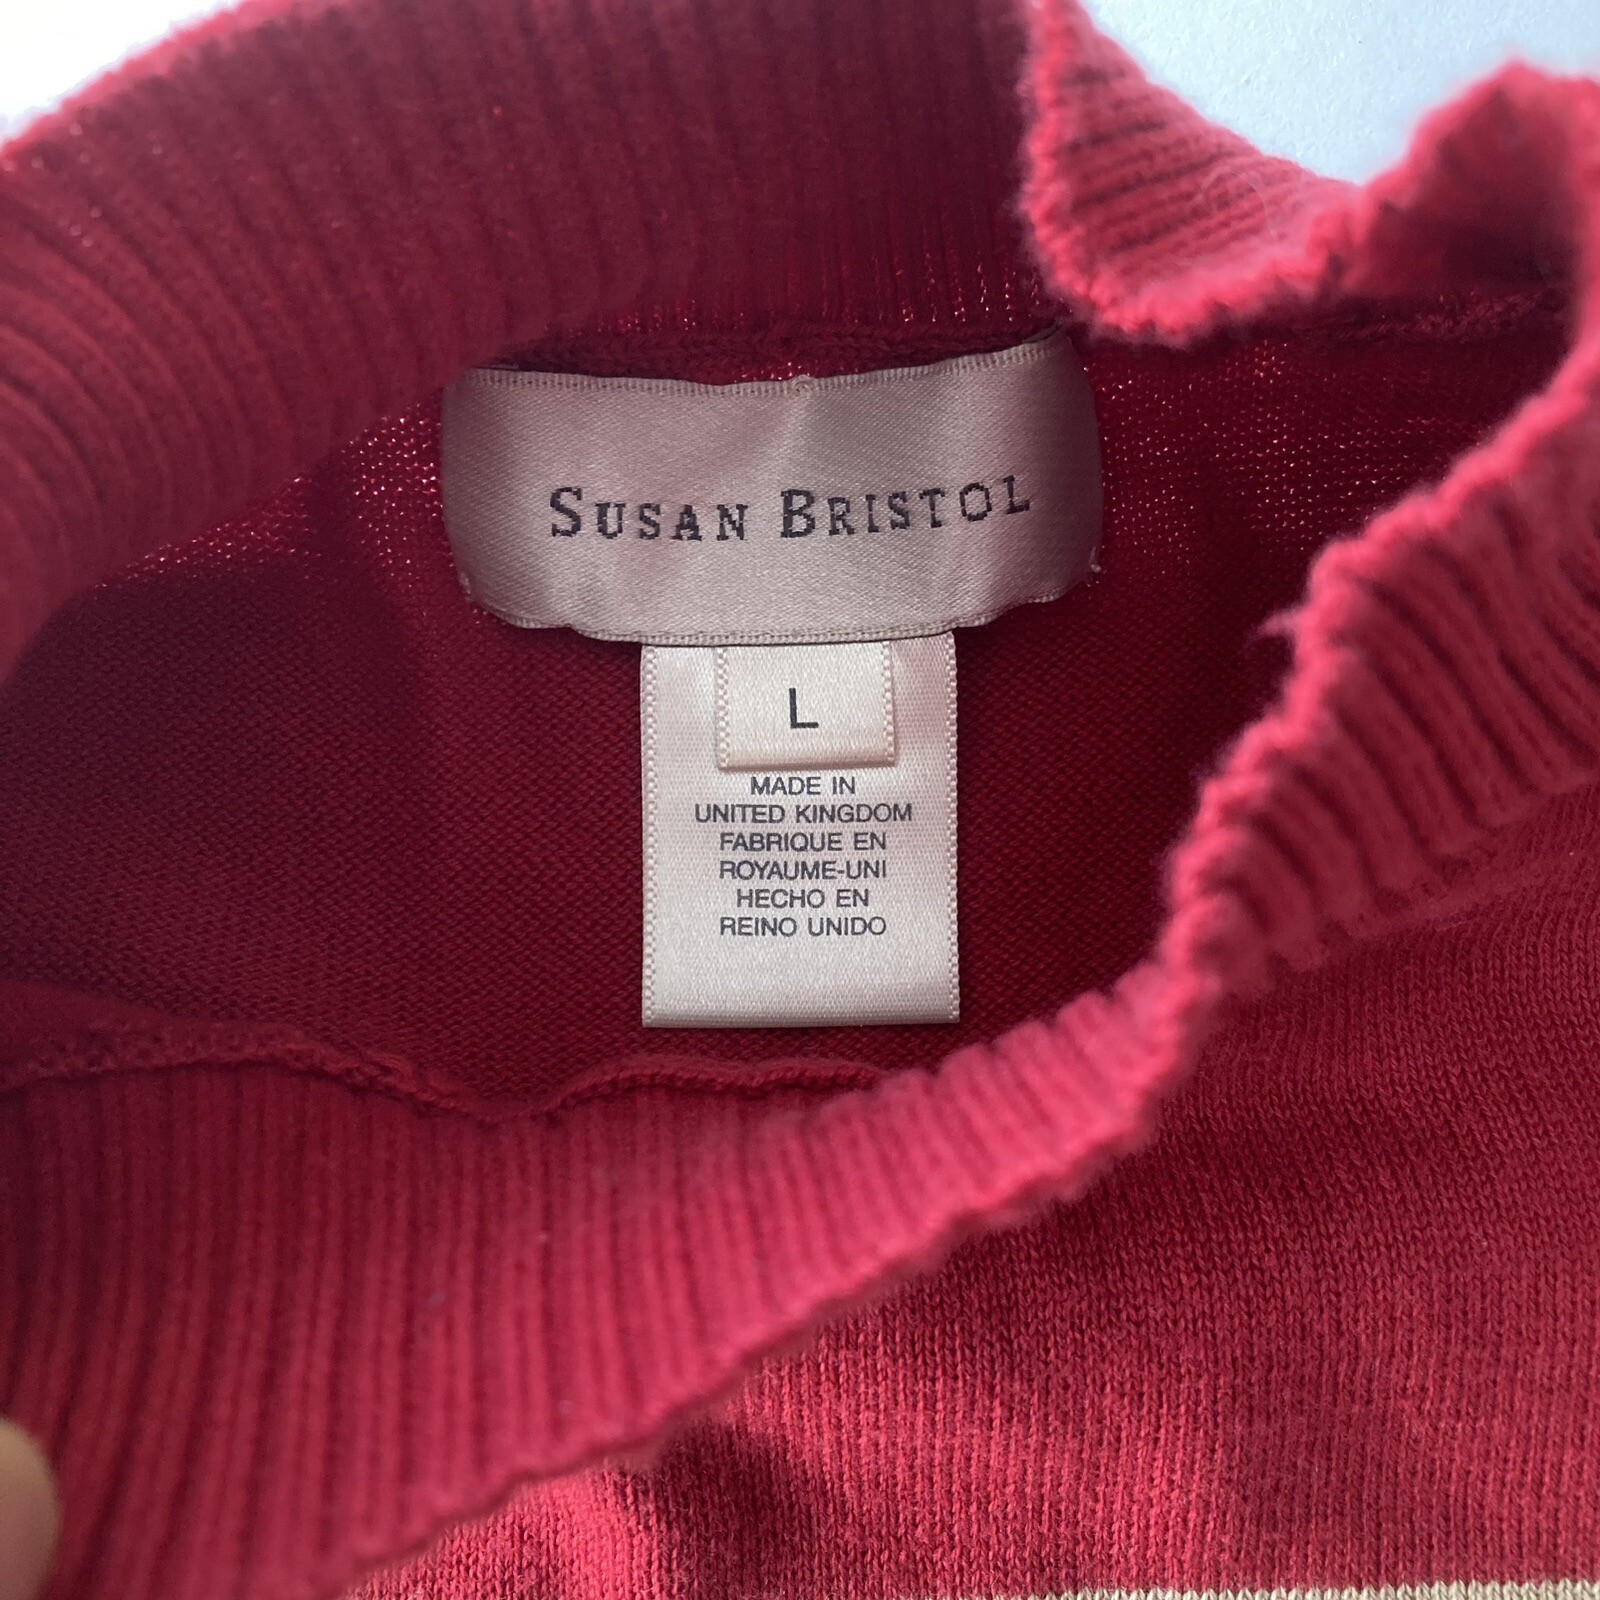 SUSAN BRISTOL
L
MADE IN
UNITED KINGDOM
FABRIQUE EN
ROYAUME-UNI
HECHO EN
REINO UNIDO